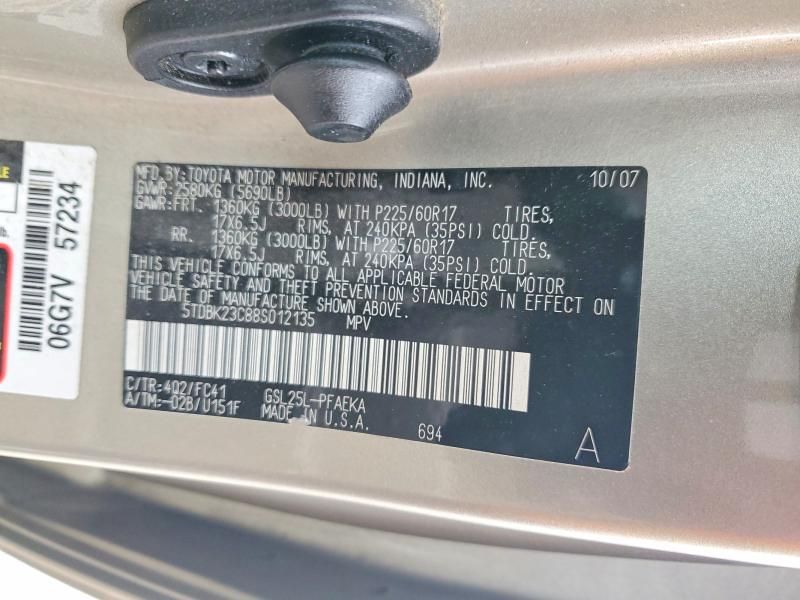 MFD.BY:TOYOTA MOTOR MANUFACTURING, INDIANA, INC. 10/07
GVWR:2580KG (5690LB)
GAWR:FRT. 1360KG (3000LB) WITH P225/60R17 TIRES,
17X6.5J RIMS, AT 240KPA (35PSI) COLD.
RR. 1360KG (3000LB) WITH P225/60R17 TIRES,
17X6.5J RIMS, AT 240KPA (35PSI) COLD.
THIS VEHICLE CONFORMS TO ALL APPLICABLE FEDERAL MOTOR
VEHICLE SAFETY AND THEFT PREVENTION STANDARDS IN EFFECT ON
THE DATE OF MANUFACTURE SHOWN ABOVE.
5TDBK23C88S012135 MPV
C/TR:4Q2/FC41 GSL25L-PFAEKA
A/TM:-02B/U151F MADE IN U.S.A.
694
A
06G7V 57234
lb.